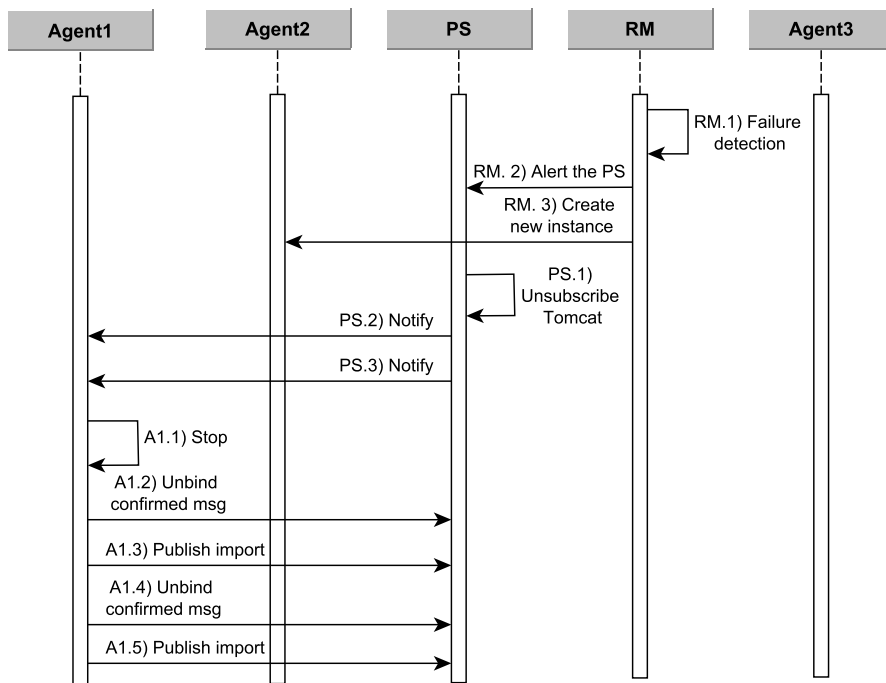 Agent1 Agent2 PS RM Agent3
RM.1) Failure
detection
RM. 2) Alert the PS
RM. 3) Create
new instance
PS.1)
Unsubscribe
Tomcat
PS.2) Notify
PS.3) Notify
A1.1) Stop
A1.2) Unbind
confirmed msg
A1.3) Publish import
A1.4) Unbind
confirmed msg
A1.5) Publish import